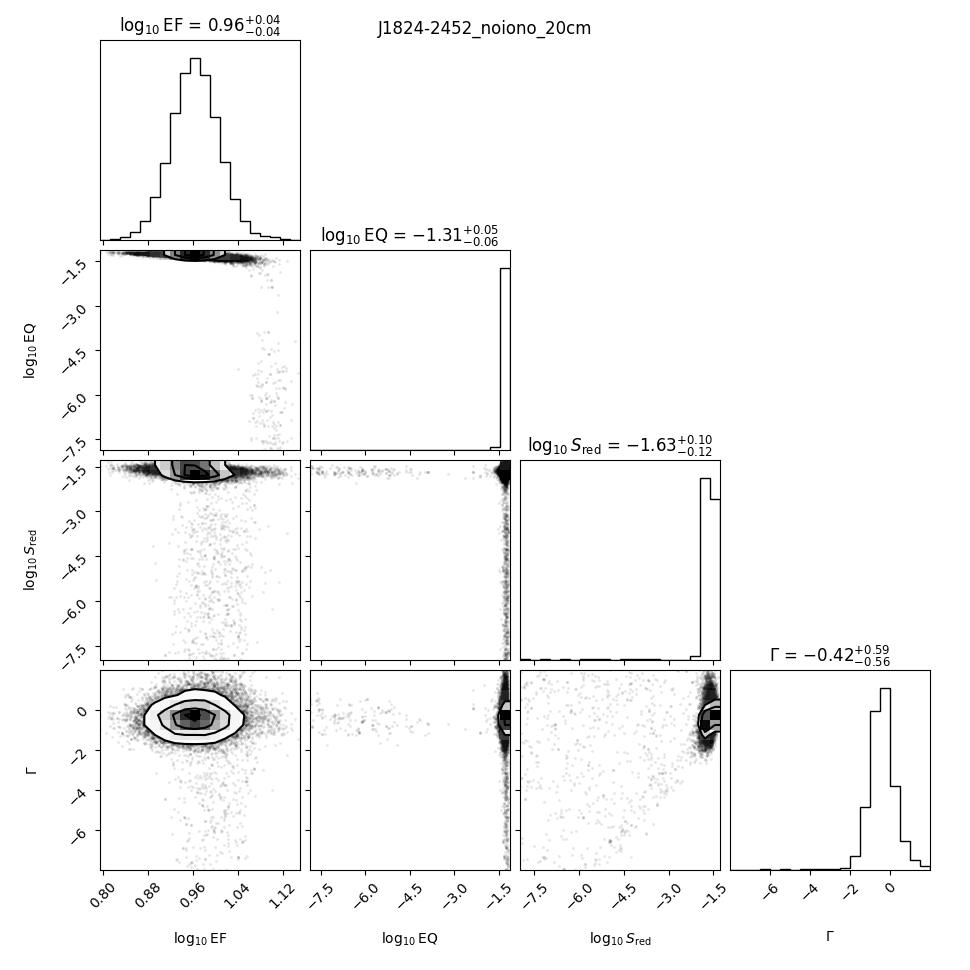 J1824-2452_noiono_20cm
log₁₀ EF = 0.96⁺⁰·⁰⁴₋₀.₀₄
log₁₀ EQ = −1.31⁺⁰·⁰⁵₋₀.₀₆
−1.5
−3.0
−4.5
−6.0
−7.5
log₁₀ EQ
log₁₀ S_red = −1.63⁺⁰·¹⁰₋₀.₁₂
−1.5
−3.0
−4.5
−6.0
−7.5
log₁₀ S_red
Γ = −0.42⁺⁰·⁵⁹₋₀.₅₆
0
−2
−4
−6
Γ
0.80 0.88 0.96 1.04 1.12 −7.5 −6.0 −4.5 −3.0 −1.5 −7.5 −6.0 −4.5 −3.0 −1.5 −6 −4 −2 0
log₁₀ EF log₁₀ EQ log₁₀ S_red Γ